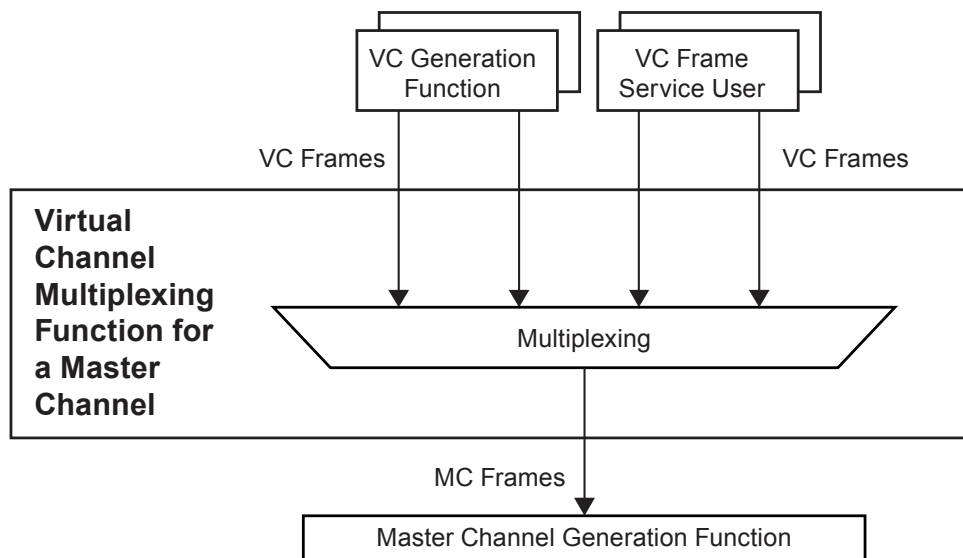 VC Generation
Function
VC Frame
Service User
VC Frames
VC Frames
Virtual
Channel
Multiplexing
Function for
a Master
Channel
Multiplexing
MC Frames
Master Channel Generation Function